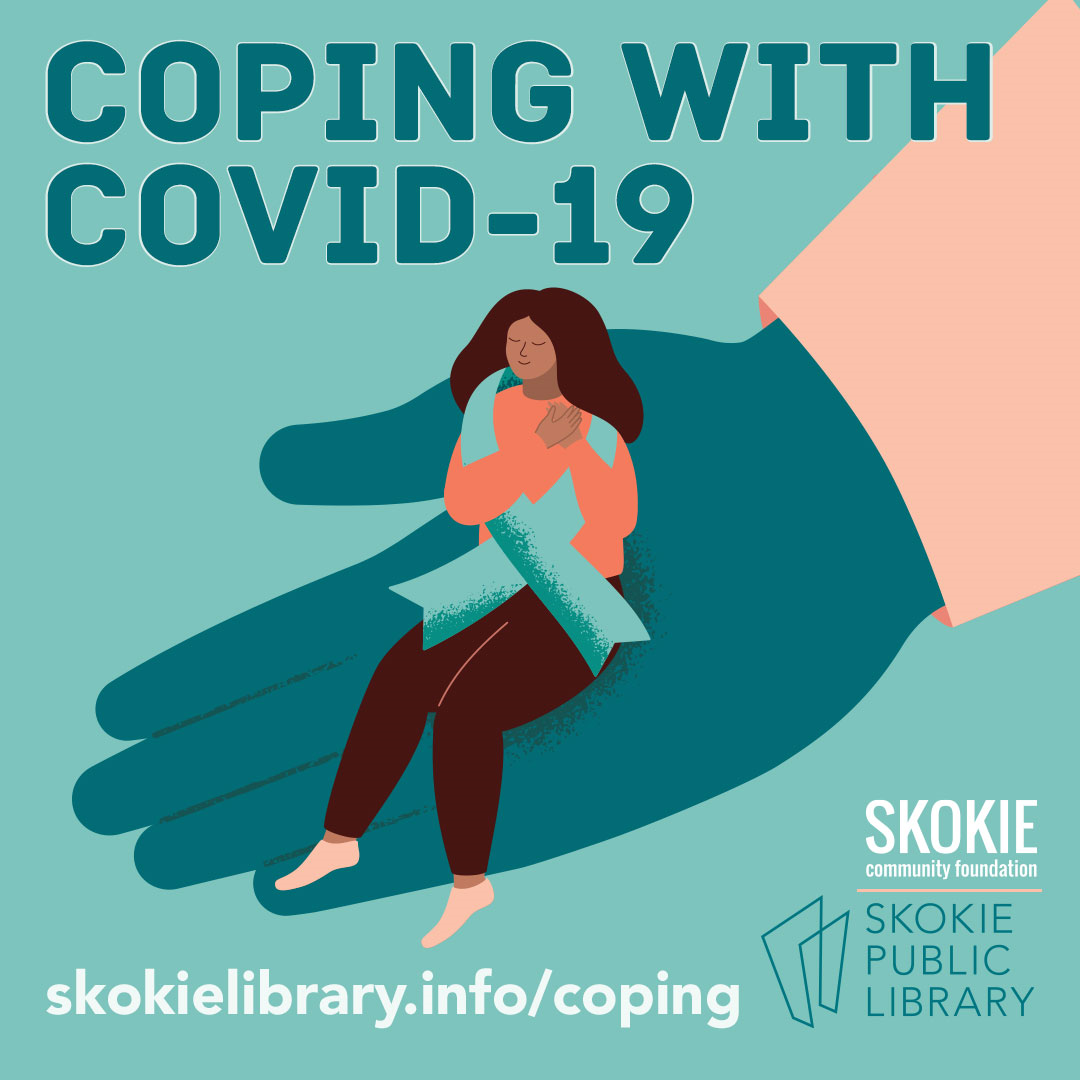 COPING WITH
COVID-19
SKOKIE
community foundation
SKOKIE
PUBLIC
LIBRARY
skokielibrary.info/coping